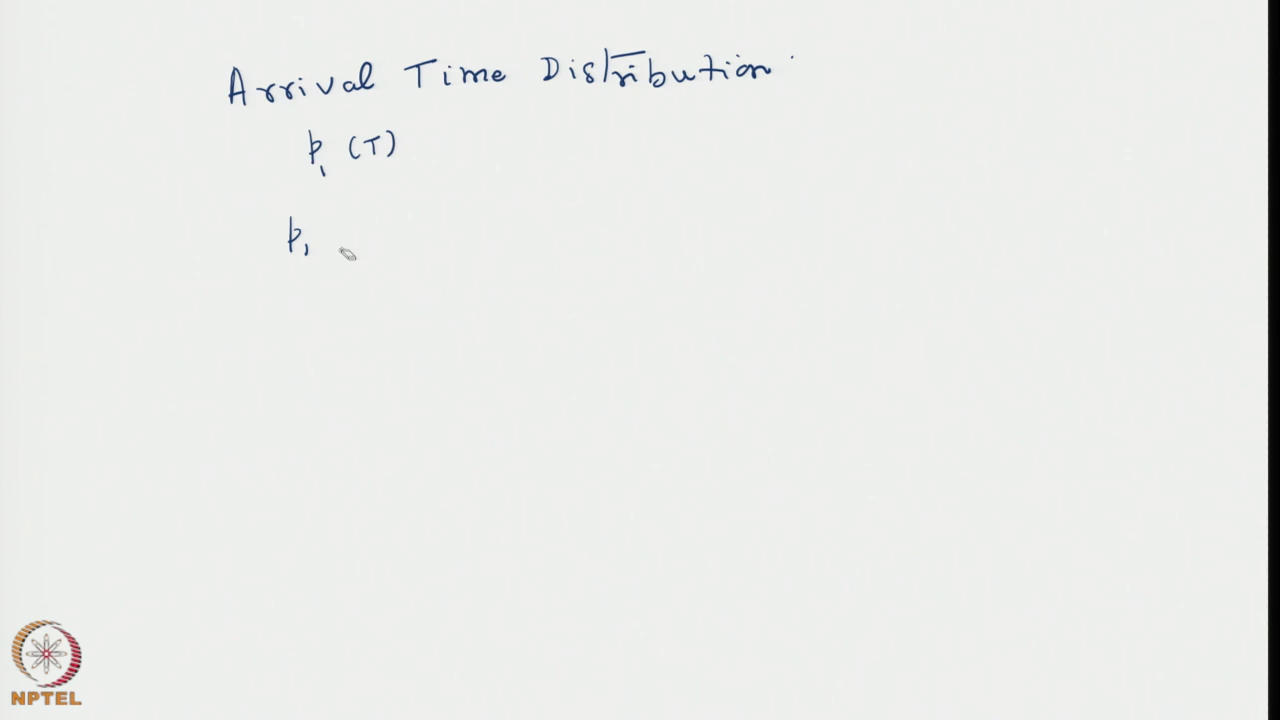 Arrival Time Distribution.
p₁ (T)
p₁
NPTEL